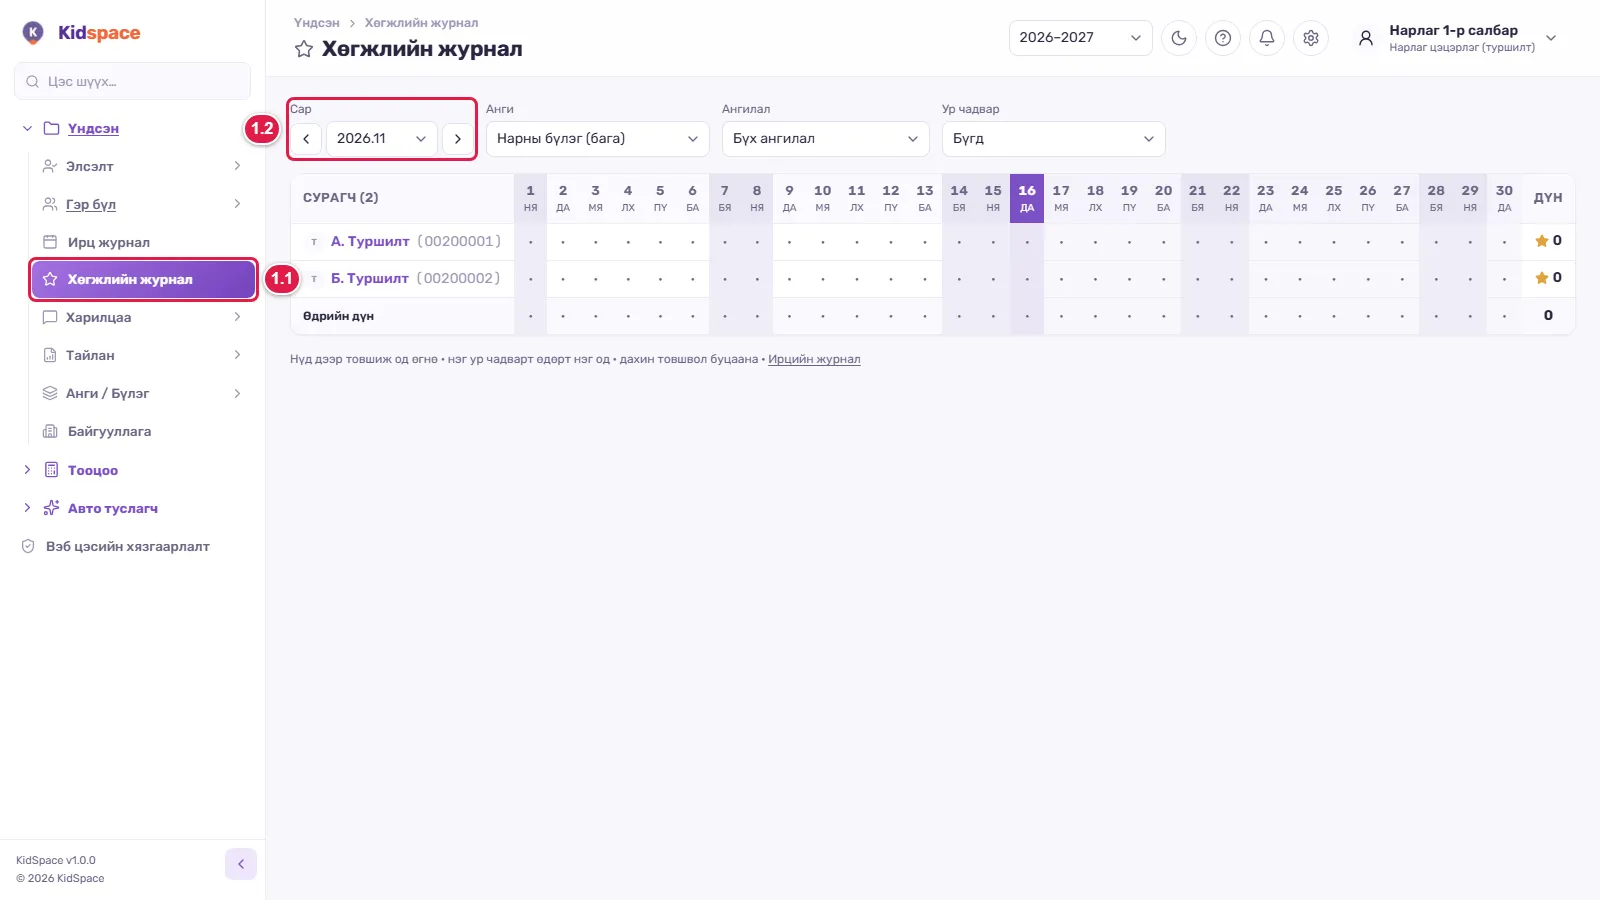 Kidspace
Цэс шүүх...
Үндсэн
Элсэлт
Гэр бүл
Ирц журнал
Хөгжлийн журнал
Харилцаа
Тайлан
Анги / Бүлэг
Байгууллага
Тооцоо
Авто туслагч
Вэб цэсийн хязгаарлалт
KidSpace v1.0.0
© 2026 KidSpace
Үндсэн > Хөгжлийн журнал
Хөгжлийн журнал
2026-2027
Нарлаг 1-р салбар
Нарлаг цэцэрлэг (туршилт)
1.2
1.1
Сар
2026.11
Анги
Нарны бүлэг (бага)
Ангилал
Бүх ангилал
Ур чадвар
Бүгд
СУРАГЧ (2) 1 2 3 4 5 6 7 8 9 10 11 12 13 14 15 16 17 18 19 20 21 22 23 24 25 26 27 28 29 30 ДҮН
НЯ ДА МЯ ЛХ ПҮ БА БЯ НЯ ДА МЯ ЛХ ПҮ БА БЯ НЯ ДА МЯ ЛХ ПҮ БА БЯ НЯ ДА МЯ ЛХ ПҮ БА БЯ НЯ ДА
Т А. Туршилт (00200001) · · · · · · · · · · · · · · · · · · · · · · · · · · · · · · 0
Т Б. Туршилт (00200002) · · · · · · · · · · · · · · · · · · · · · · · · · · · · · · 0
Өдрийн дүн · · · · · · · · · · · · · · · · · · · · · · · · · · · · · · 0
Нүд дээр товшиж од өгнө • нэг ур чадварт өдөрт нэг од • дахин товшвол буцаана • Ирцийн журнал